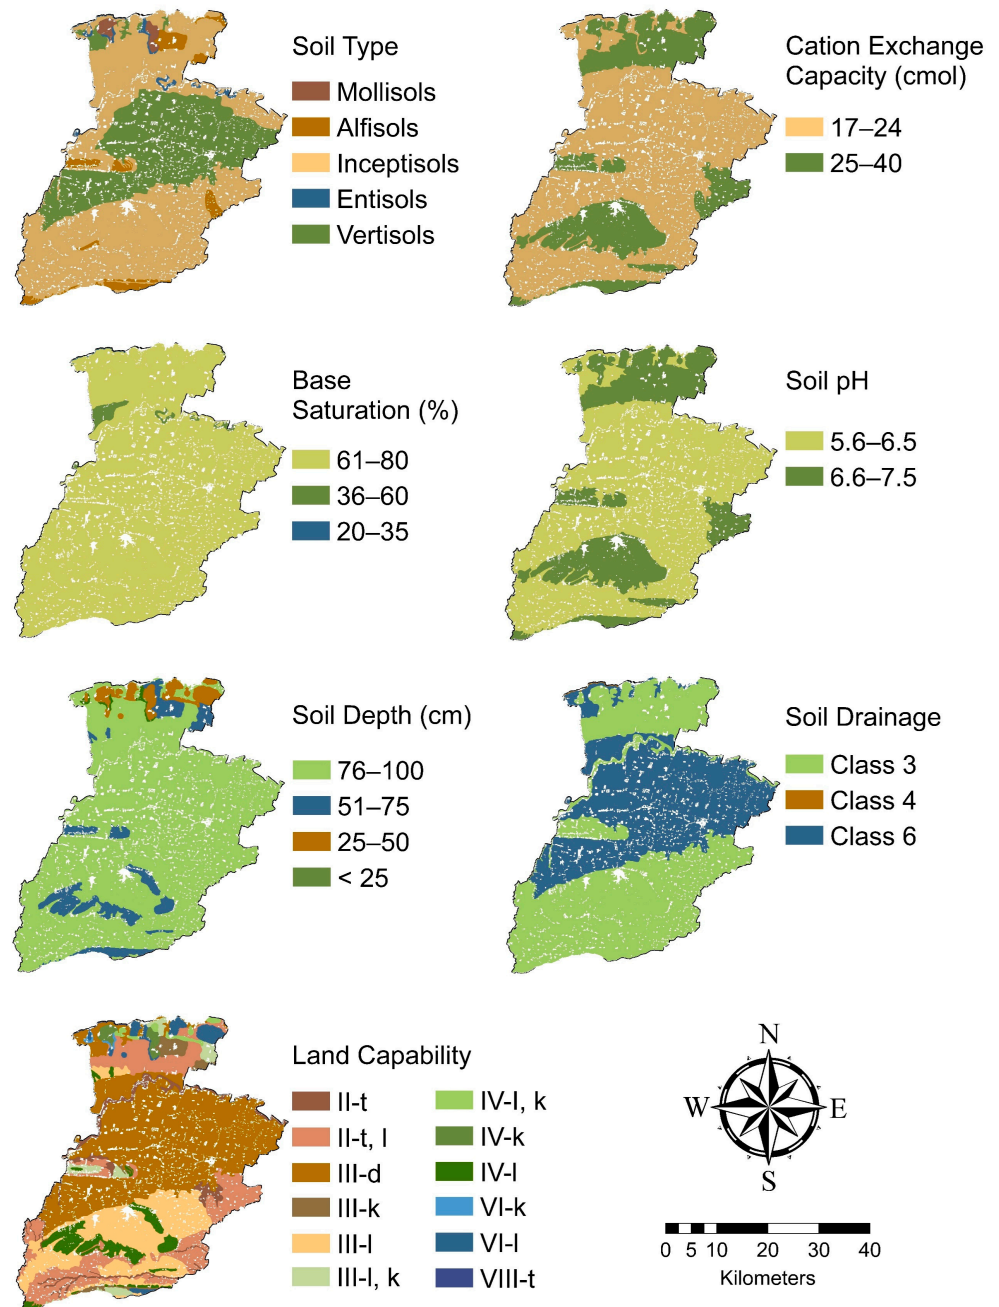 Soil Type
Mollisols
Alfisols
Inceptisols
Entisols
Vertisols
Cation Exchange
Capacity (cmol)
17–24
25–40
Base
Saturation (%)
61–80
36–60
20–35
Soil pH
5.6–6.5
6.6–7.5
Soil Depth (cm)
76–100
51–75
25–50
< 25
Soil Drainage
Class 3
Class 4
Class 6
Land Capability
II-t
II-t, l
III-d
III-k
III-l
III-l, k
IV-l, k
IV-k
IV-l
VI-k
VI-l
VIII-t
N
W
E
S
0 5 10 20 30 40
Kilometers